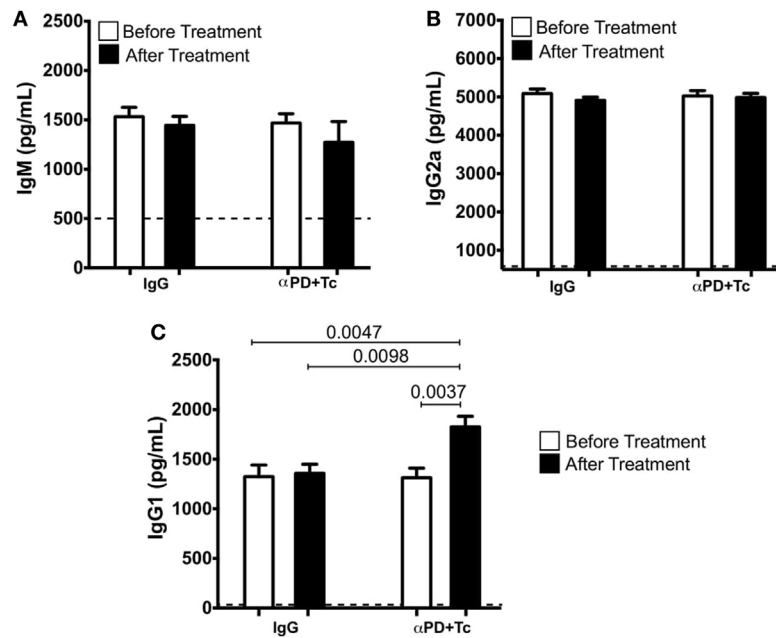 A
IgM (pg/mL)
2500
2000
1500
1000
500
0
Before Treatment
After Treatment
IgG
αPD+Tc
B
IgG2a (pg/mL)
7000
6000
5000
4000
3000
2000
1000
Before Treatment
After Treatment
IgG
αPD+Tc
C
0.0047
0.0098
0.0037
IgG1 (pg/mL)
2500
2000
1500
1000
500
0
IgG
αPD+Tc
Before Treatment
After Treatment